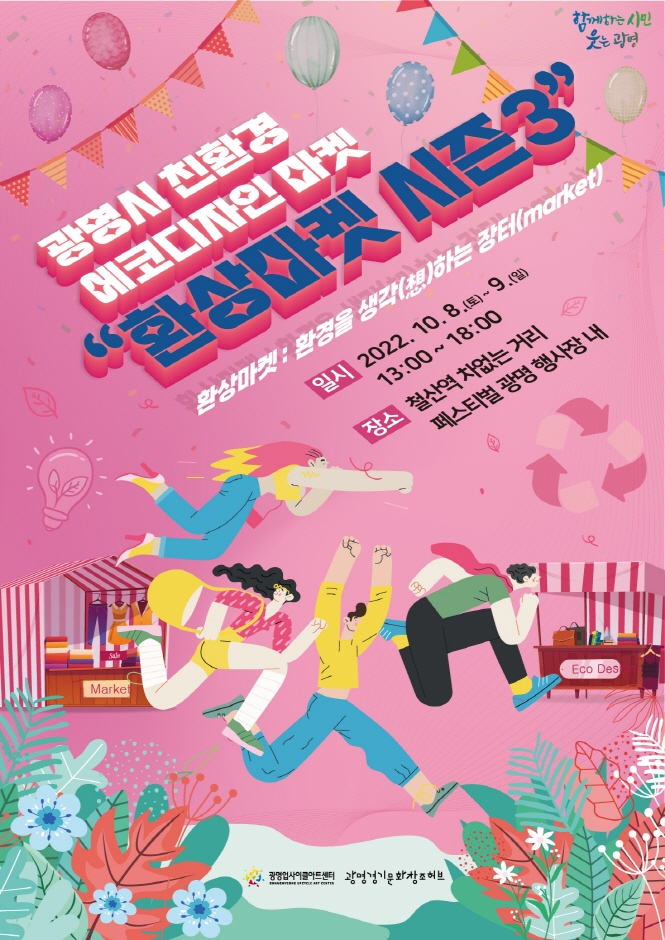 함께하는 시민
웃는 광명
광명시 친환경
에코디자인 마켓
“환상마켓 시즌3”
환상마켓 : 환경을 생각(想)하는 장터(market)
일시 2022. 10. 8.(토) ~ 9.(일)
13:00 ~ 18:00
장소 철산역 차없는 거리
페스티벌 광명 행사장 내
Sale
Market
Eco Des
광명업사이클아트센터
GWANGMYEONG UPCYCLE ART CENTER
광명경기문화창조허브